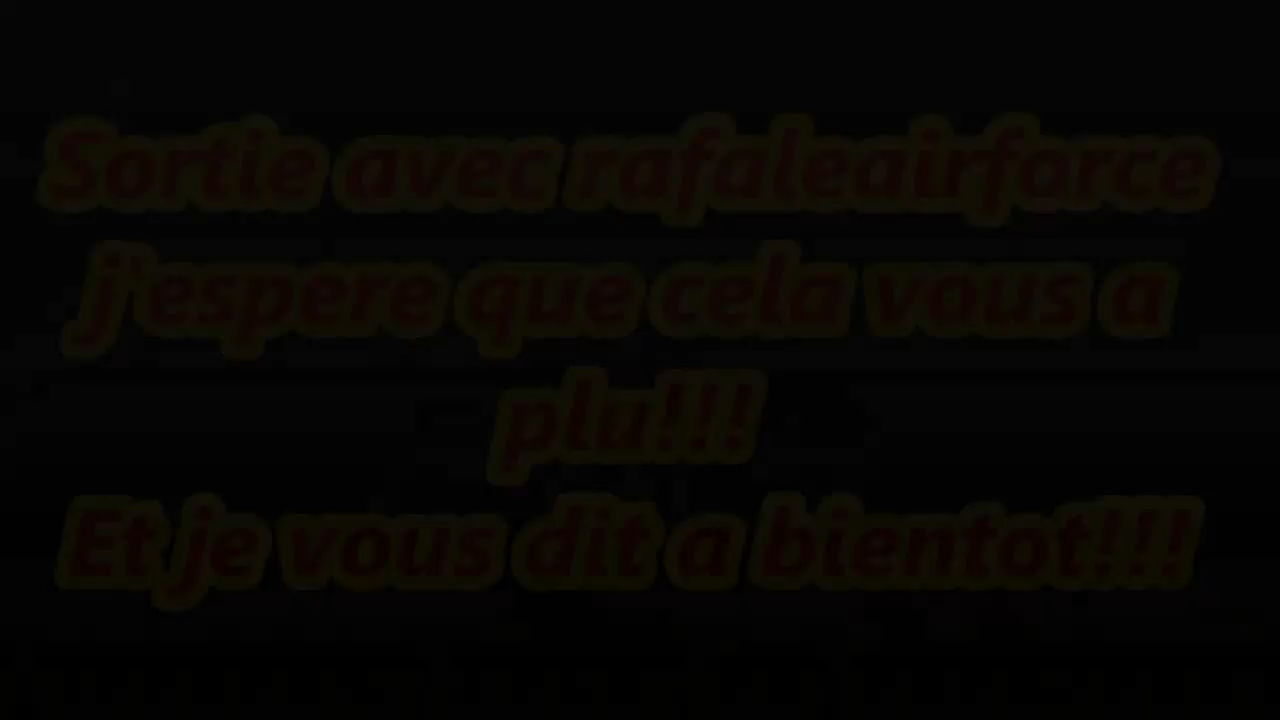 Sortie avec rafaleairforce
j'espere que cela vous a
plu!!!
Et je vous dit a bientot!!!